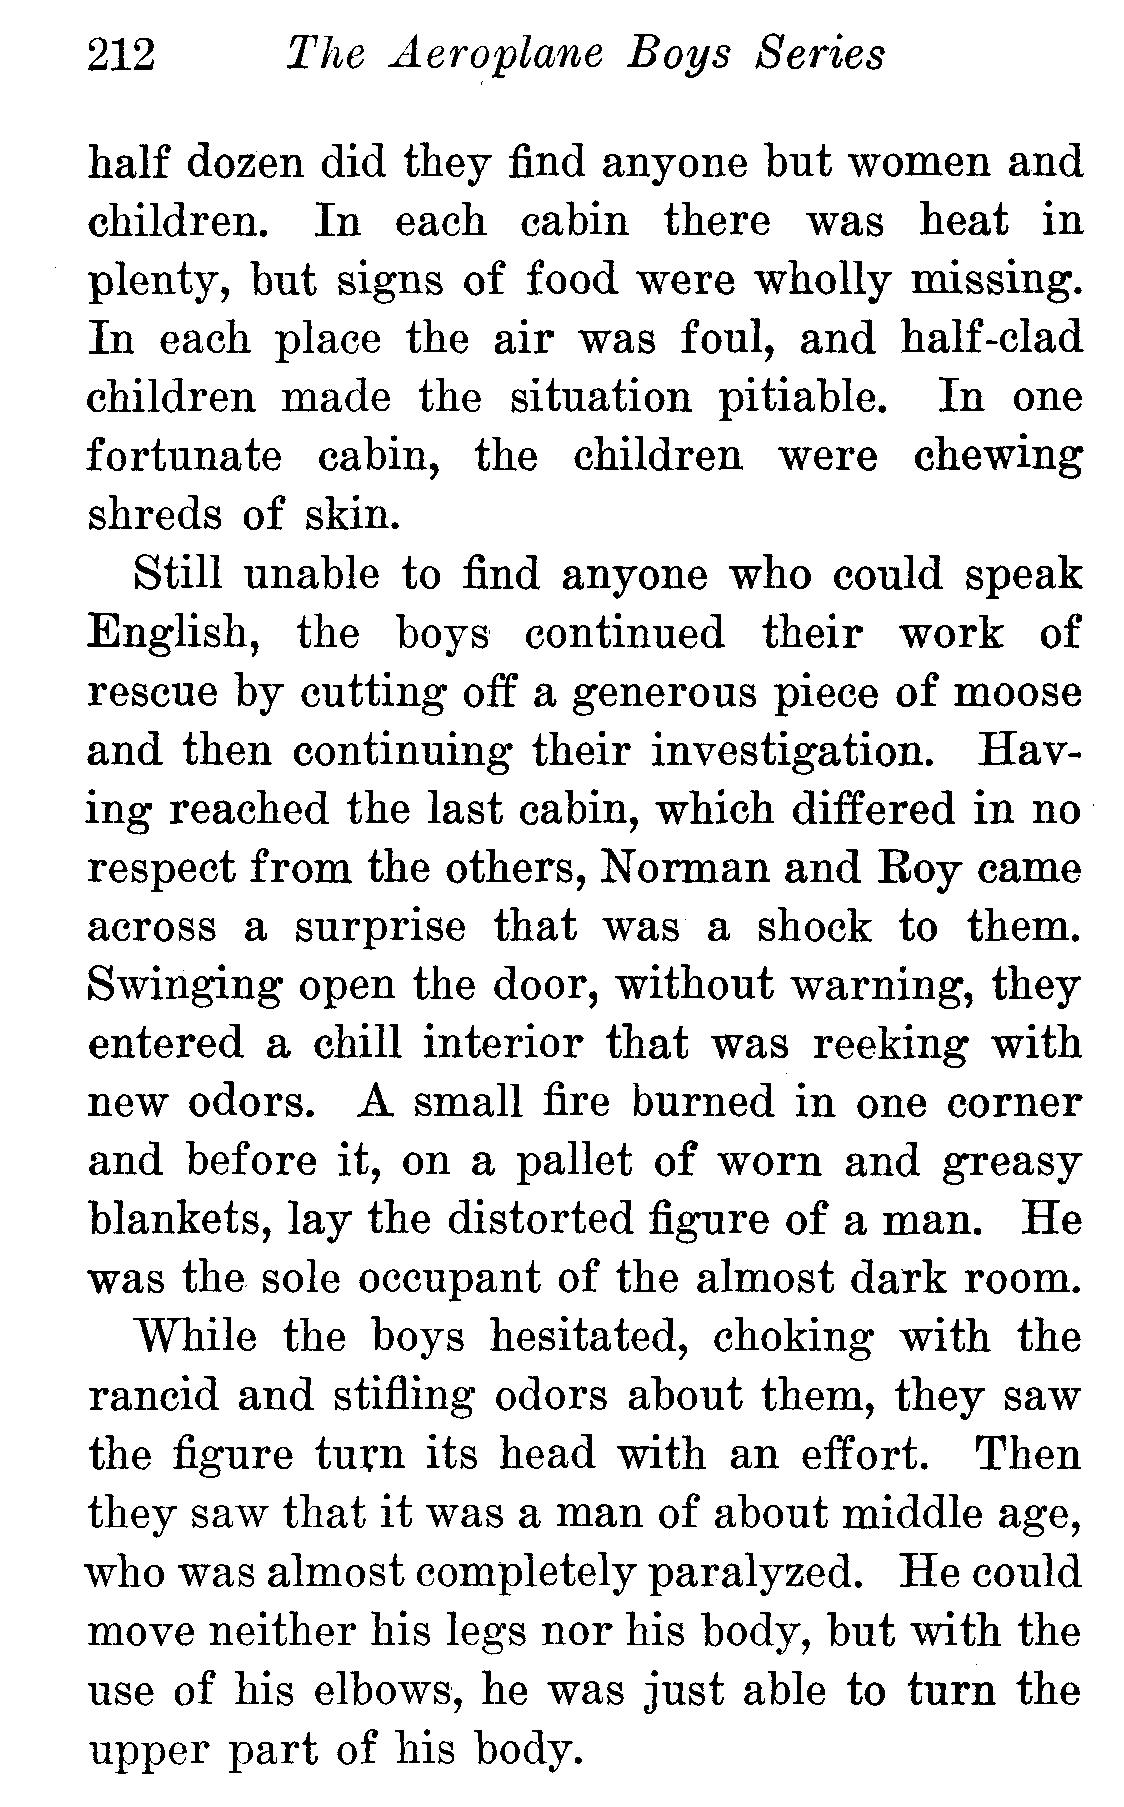 212 The Aeroplane Boys Series
half dozen did they find anyone but women and
children. In each cabin there was heat in
plenty, but signs of food were wholly missing.
In each place the air was foul, and half-clad
children made the situation pitiable. In one
fortunate cabin, the children were chewing
shreds of skin.
Still unable to find anyone who could speak
English, the boys continued their work of
rescue by cutting off a generous piece of moose
and then continuing their investigation. Hav-
ing reached the last cabin, which differed in no
respect from the others, Norman and Roy came
across a surprise that was a shock to them.
Swinging open the door, without warning, they
entered a chill interior that was reeking with
new odors. A small fire burned in one corner
and before it, on a pallet of worn and greasy
blankets, lay the distorted figure of a man. He
was the sole occupant of the almost dark room.
While the boys hesitated, choking with the
rancid and stifling odors about them, they saw
the figure turn its head with an effort. Then
they saw that it was a man of about middle age,
who was almost completely paralyzed. He could
move neither his legs nor his body, but with the
use of his elbows, he was just able to turn the
upper part of his body.